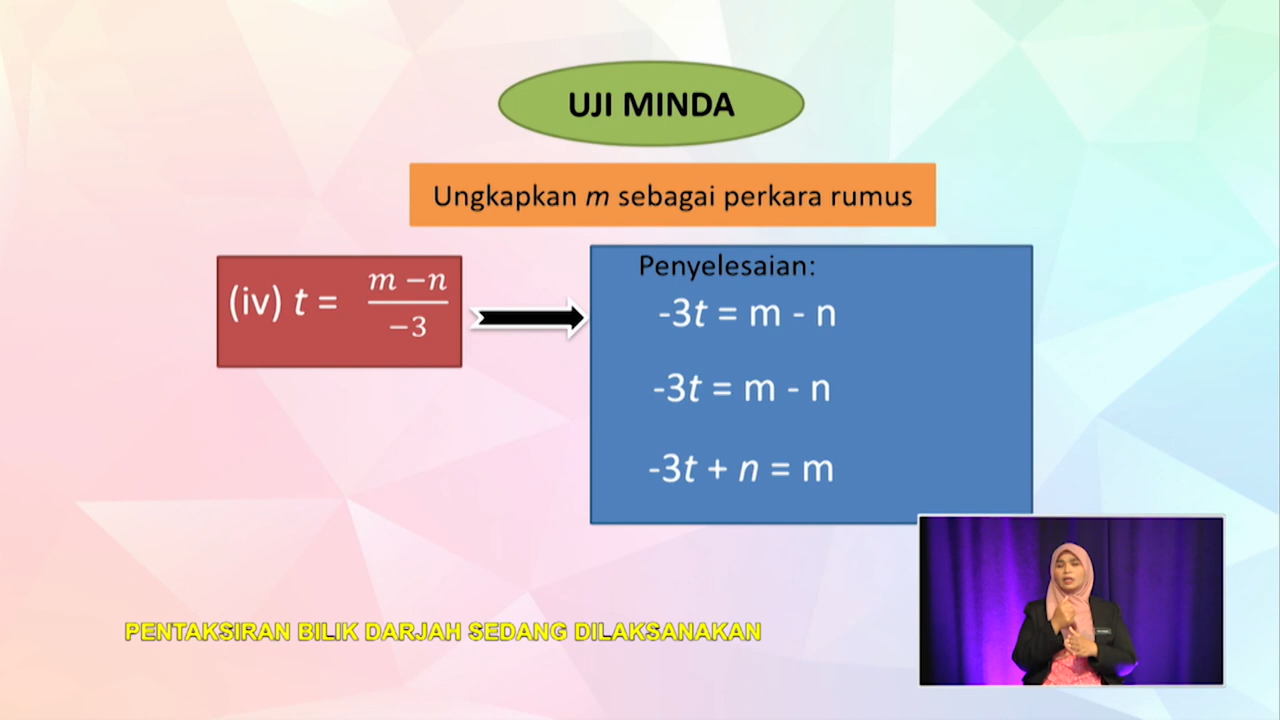 UJI MINDA
Ungkapkan m sebagai perkara rumus
(iv) t = m − n / −3
Penyelesaian:
-3t = m - n
-3t = m - n
-3t + n = m
PENTAKSIRAN BILIK DARJAH SEDANG DILAKSANAKAN